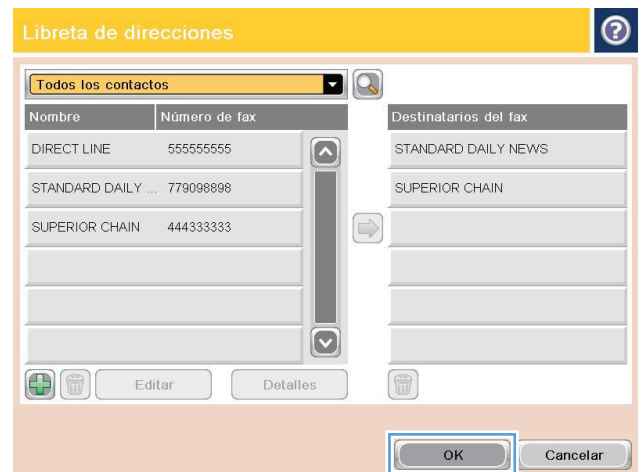 Libreta de direcciones
?
Todos los contactos
Nombre Número de fax
Destinatarios del fax
DIRECT LINE 555555555
STANDARD DAILY NEWS
STANDARD DAILY ... 779098898
SUPERIOR CHAIN
SUPERIOR CHAIN 444333333
Editar
Detalles
OK
Cancelar